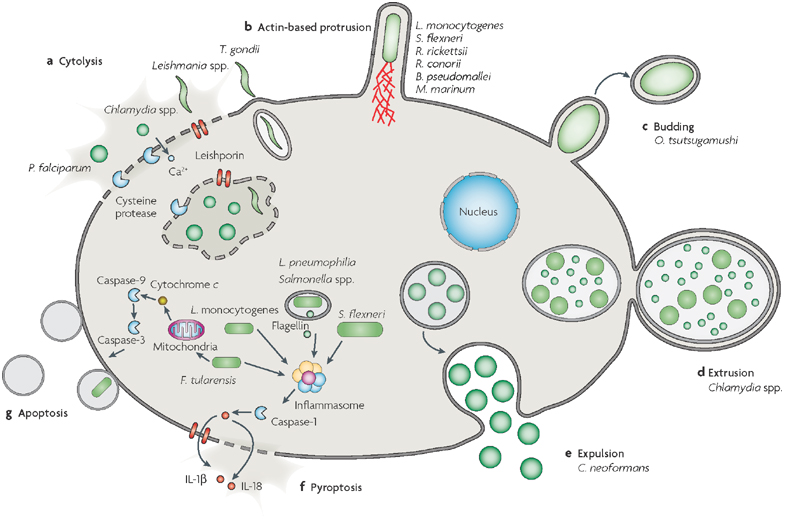 b Actin-based protrusion
L. monocytogenes
S. flexneri
R. rickettsii
R. conorii
B. pseudomallei
M. marinum
T. gondii
a Cytolysis
Leishmania spp.
Chlamydia spp.
P. falciparum
Ca²⁺
Leishporin
Cysteine
protease
c Budding
O. tsutsugamushi
Nucleus
L. pneumophilia
Salmonella spp.
Caspase-9
Cytochrome c
L. monocytogenes
S. flexneri
Flagellin
Caspase-3
Mitochondria
F. tularensis
Inflammasome
Caspase-1
d Extrusion
Chlamydia spp.
g Apoptosis
e Expulsion
C. neoformans
IL-1β
IL-18
f Pyroptosis